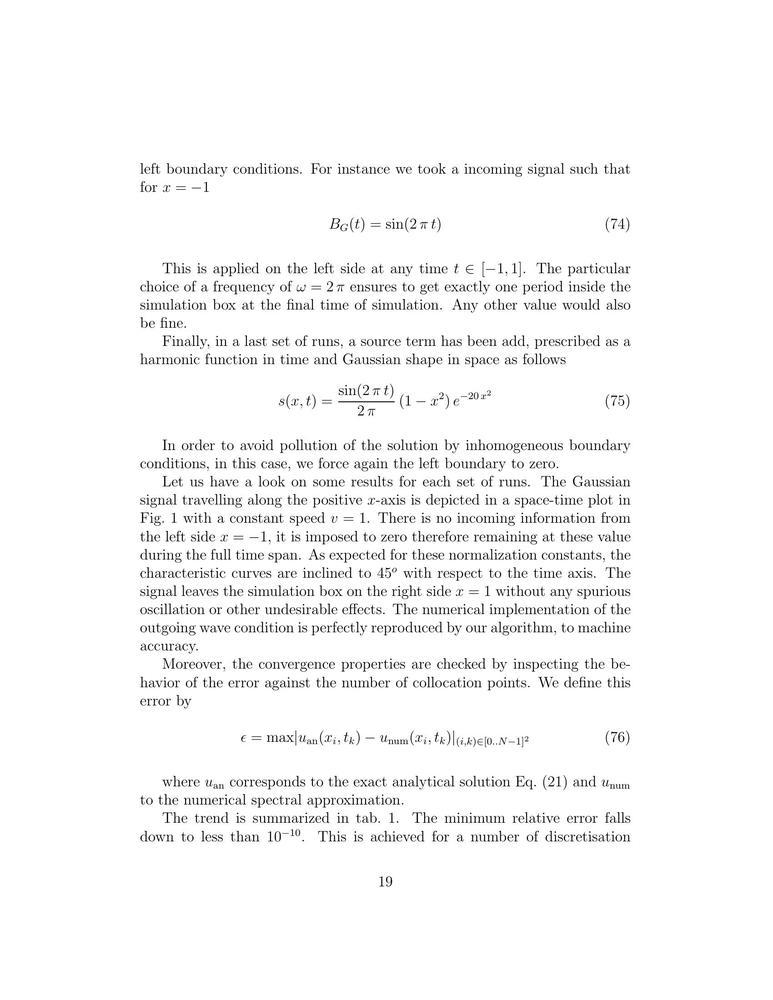 left boundary conditions. For instance we took a incoming signal such that
for x = −1
B_G(t) = sin(2 π t) (74)
This is applied on the left side at any time t ∈ [−1, 1]. The particular
choice of a frequency of ω = 2 π ensures to get exactly one period inside the
simulation box at the final time of simulation. Any other value would also
be fine.
Finally, in a last set of runs, a source term has been add, prescribed as a
harmonic function in time and Gaussian shape in space as follows
s(x, t) = \frac{sin(2 π t)}{2 π} (1 − x^2) e^{−20 x^2} (75)
In order to avoid pollution of the solution by inhomogeneous boundary
conditions, in this case, we force again the left boundary to zero.
Let us have a look on some results for each set of runs. The Gaussian
signal travelling along the positive x-axis is depicted in a space-time plot in
Fig. 1 with a constant speed v = 1. There is no incoming information from
the left side x = −1, it is imposed to zero therefore remaining at these value
during the full time span. As expected for these normalization constants, the
characteristic curves are inclined to 45^o with respect to the time axis. The
signal leaves the simulation box on the right side x = 1 without any spurious
oscillation or other undesirable effects. The numerical implementation of the
outgoing wave condition is perfectly reproduced by our algorithm, to machine
accuracy.
Moreover, the convergence properties are checked by inspecting the be-
havior of the error against the number of collocation points. We define this
error by
ϵ = max|u_{an}(x_i, t_k) − u_{num}(x_i, t_k)|_{(i,k)∈[0..N−1]^2} (76)
where u_{an} corresponds to the exact analytical solution Eq. (21) and u_{num}
to the numerical spectral approximation.
The trend is summarized in tab. 1. The minimum relative error falls
down to less than 10^{−10}. This is achieved for a number of discretisation
19